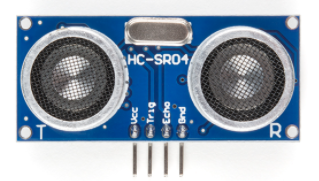 HC-SR04
Vcc
Trig
Echo
Gnd
T
R